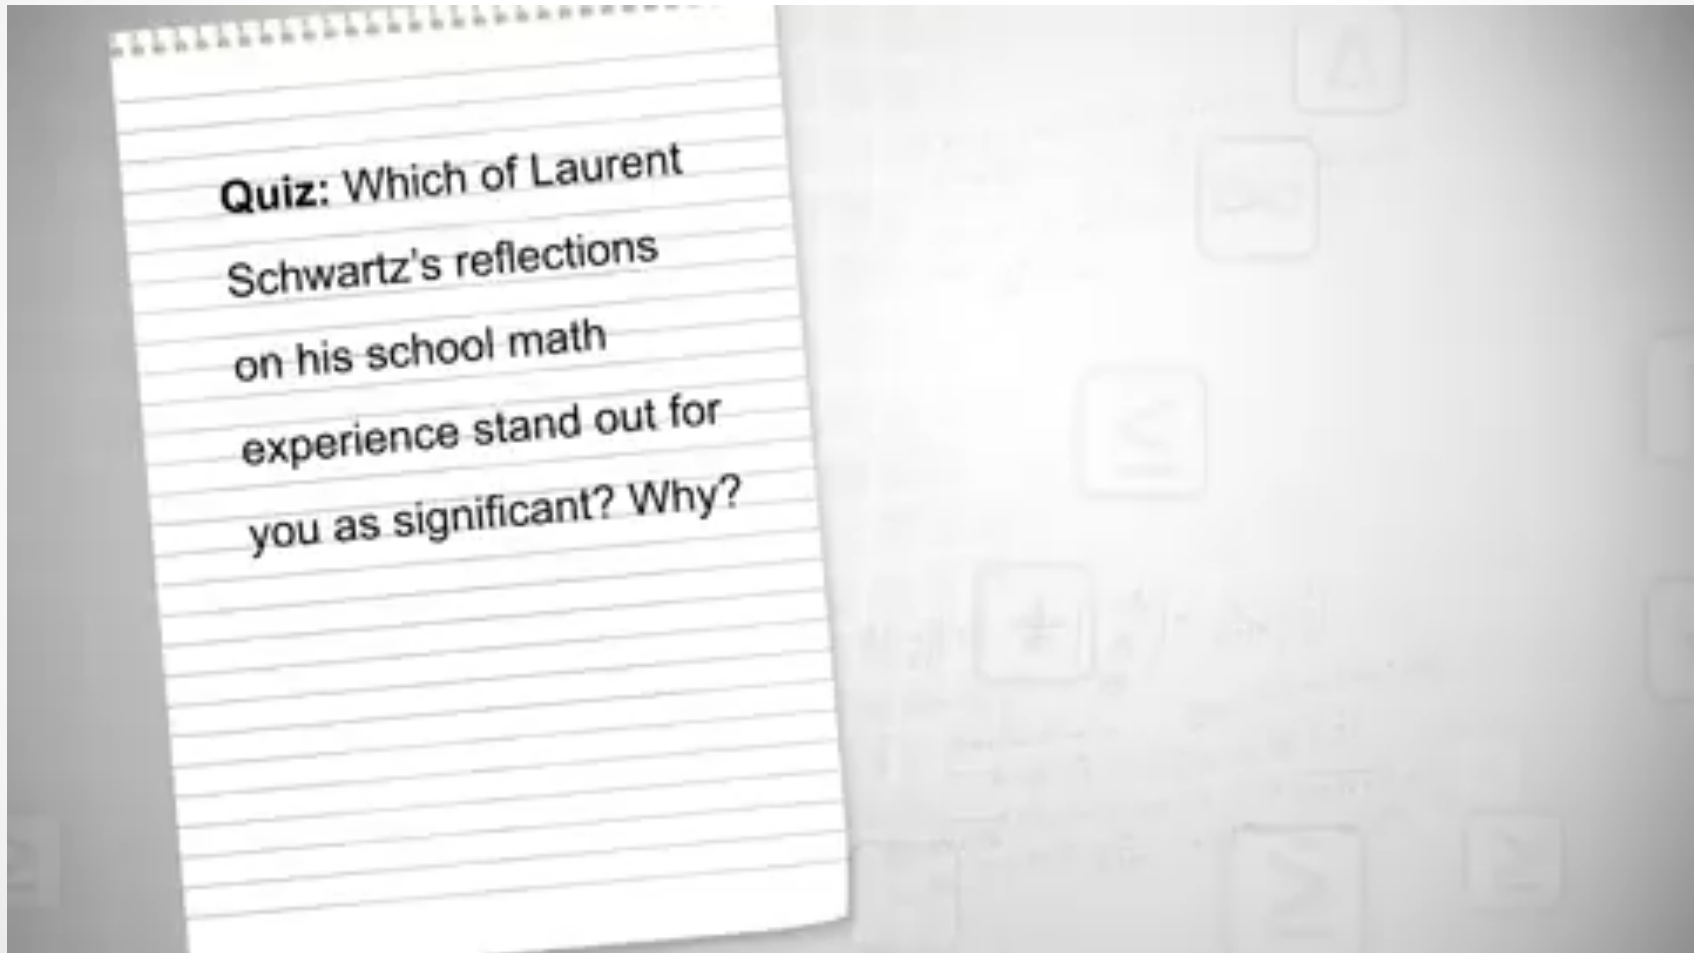 Quiz: Which of Laurent
Schwartz's reflections
on his school math
experience stand out for
you as significant? Why?